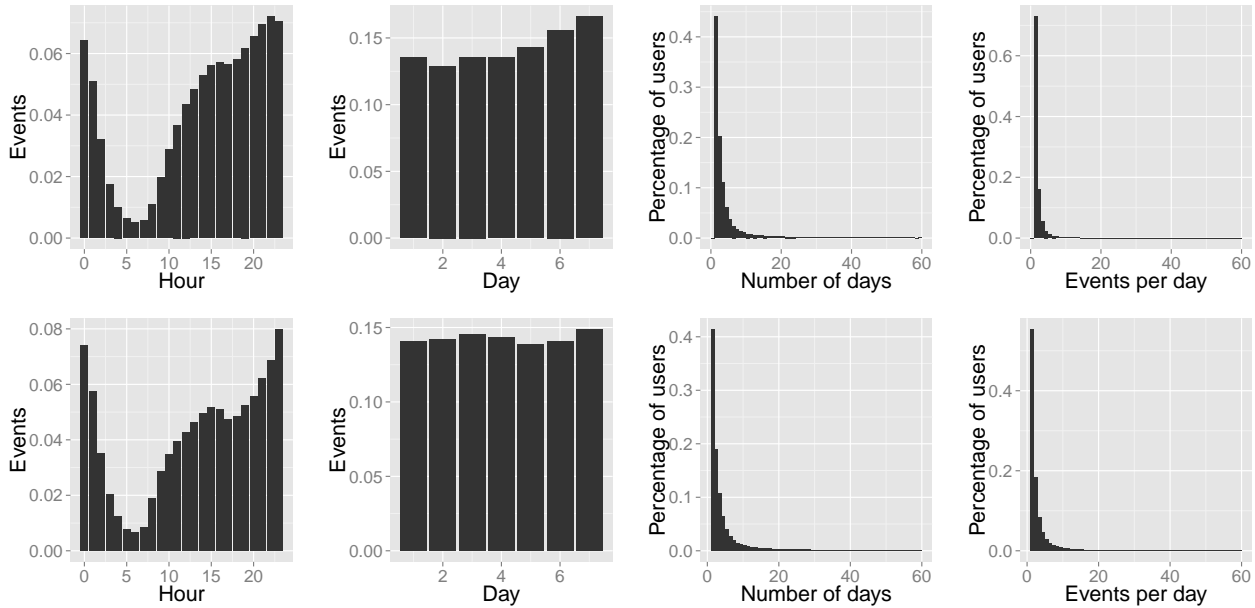 Events
0.06
0.04
0.02
0.00
0 5 10 15 20
Hour
Events
0.15
0.10
0.05
0.00
2 4 6
Day
Percentage of users
0.4
0.3
0.2
0.1
0.0
0 20 40 60
Number of days
Percentage of users
0.6
0.4
0.2
0.0
0 20 40 60
Events per day
Events
0.08
0.06
0.04
0.02
0.00
0 5 10 15 20
Hour
Events
0.15
0.10
0.05
0.00
2 4 6
Day
Percentage of users
0.4
0.3
0.2
0.1
0.0
0 20 40 60
Number of days
Percentage of users
0.4
0.2
0.0
0 20 40 60
Events per day